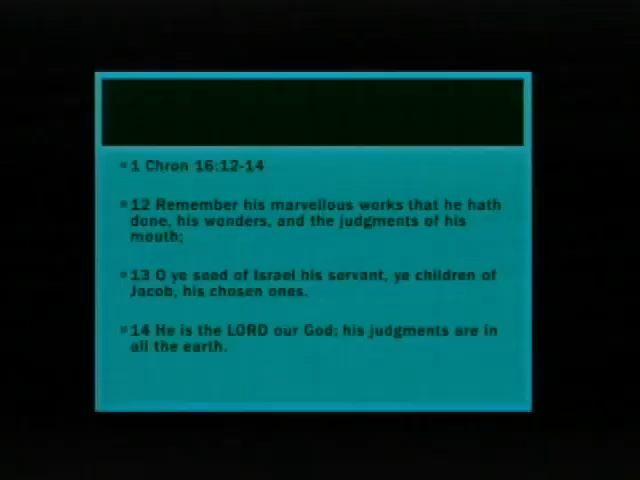 1 Chron 16:12-14
12 Remember his marvellous works that he hath
done, his wonders, and the judgments of his
mouth;
13 O ye seed of Israel his servant, ye children of
Jacob, his chosen ones.
14 He is the LORD our God; his judgments are in
all the earth.